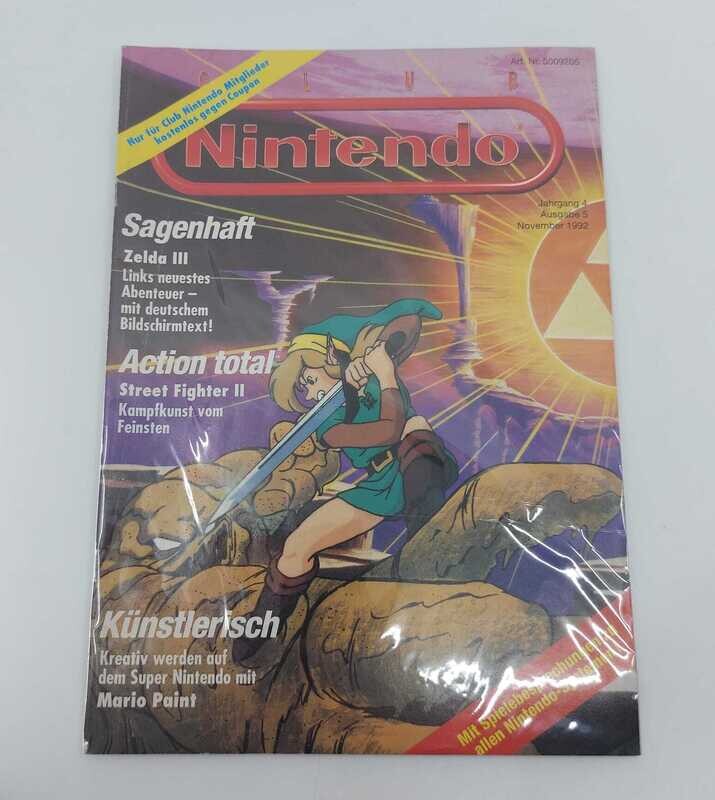 Art. Nr. 5009205
Nur für Club Nintendo Mitglieder
kostenlos gegen Coupon
CLUB
Nintendo
Jahrgang 4
Ausgabe 5
November 1992
Sagenhaft
Zelda III
Links neuestes
Abenteuer –
mit deutschem
Bildschirmtext!
Action total
Street Fighter II
Kampfkunst vom
Feinsten
Künstlerisch
Kreativ werden auf
dem Super Nintendo mit
Mario Paint
Mit Spielebesprechungen zu
allen Nintendo-Systemen